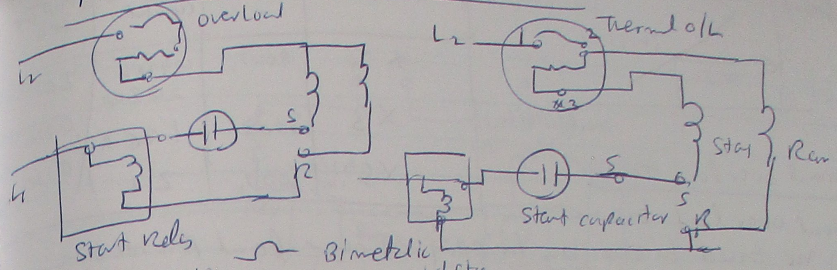 overload
L2
S
R
L1
Start Relay
Bimetalic
Thermal O/L
L2
1
2
3
Start
Run
S
S
Start capacitor
R